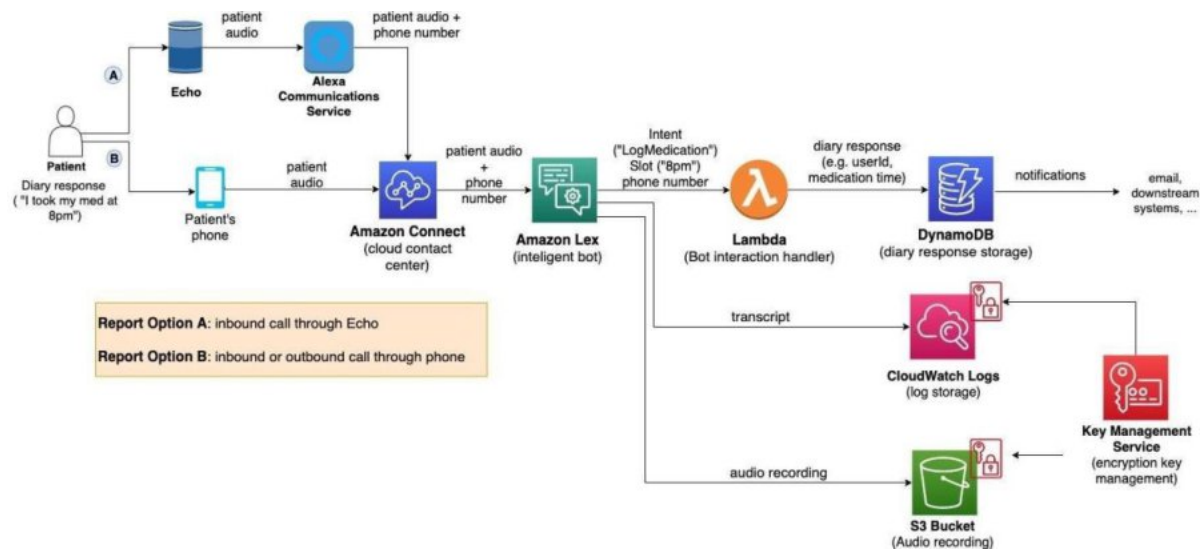 patient
audio
patient audio +
phone number
A
Echo
Alexa
Communications
Service
Patient
Diary response
( "I took my med at
8pm")
B
Patient's
phone
patient
audio
Amazon Connect
(cloud contact
center)
patient audio
+
phone
number
Amazon Lex
(inteligent bot)
Intent
("LogMedication")
Slot ("8pm")
phone number
Lambda
(Bot interaction handler)
diary response
(e.g. userId,
medication time)
DynamoDB
(diary response storage)
notifications
email,
downstream
systems, ...
Report Option A: inbound call through Echo
Report Option B: inbound or outbound call through phone
transcript
CloudWatch Logs
(log storage)
Key Management
Service
(encryption key
management)
audio recording
S3 Bucket
(Audio recording)